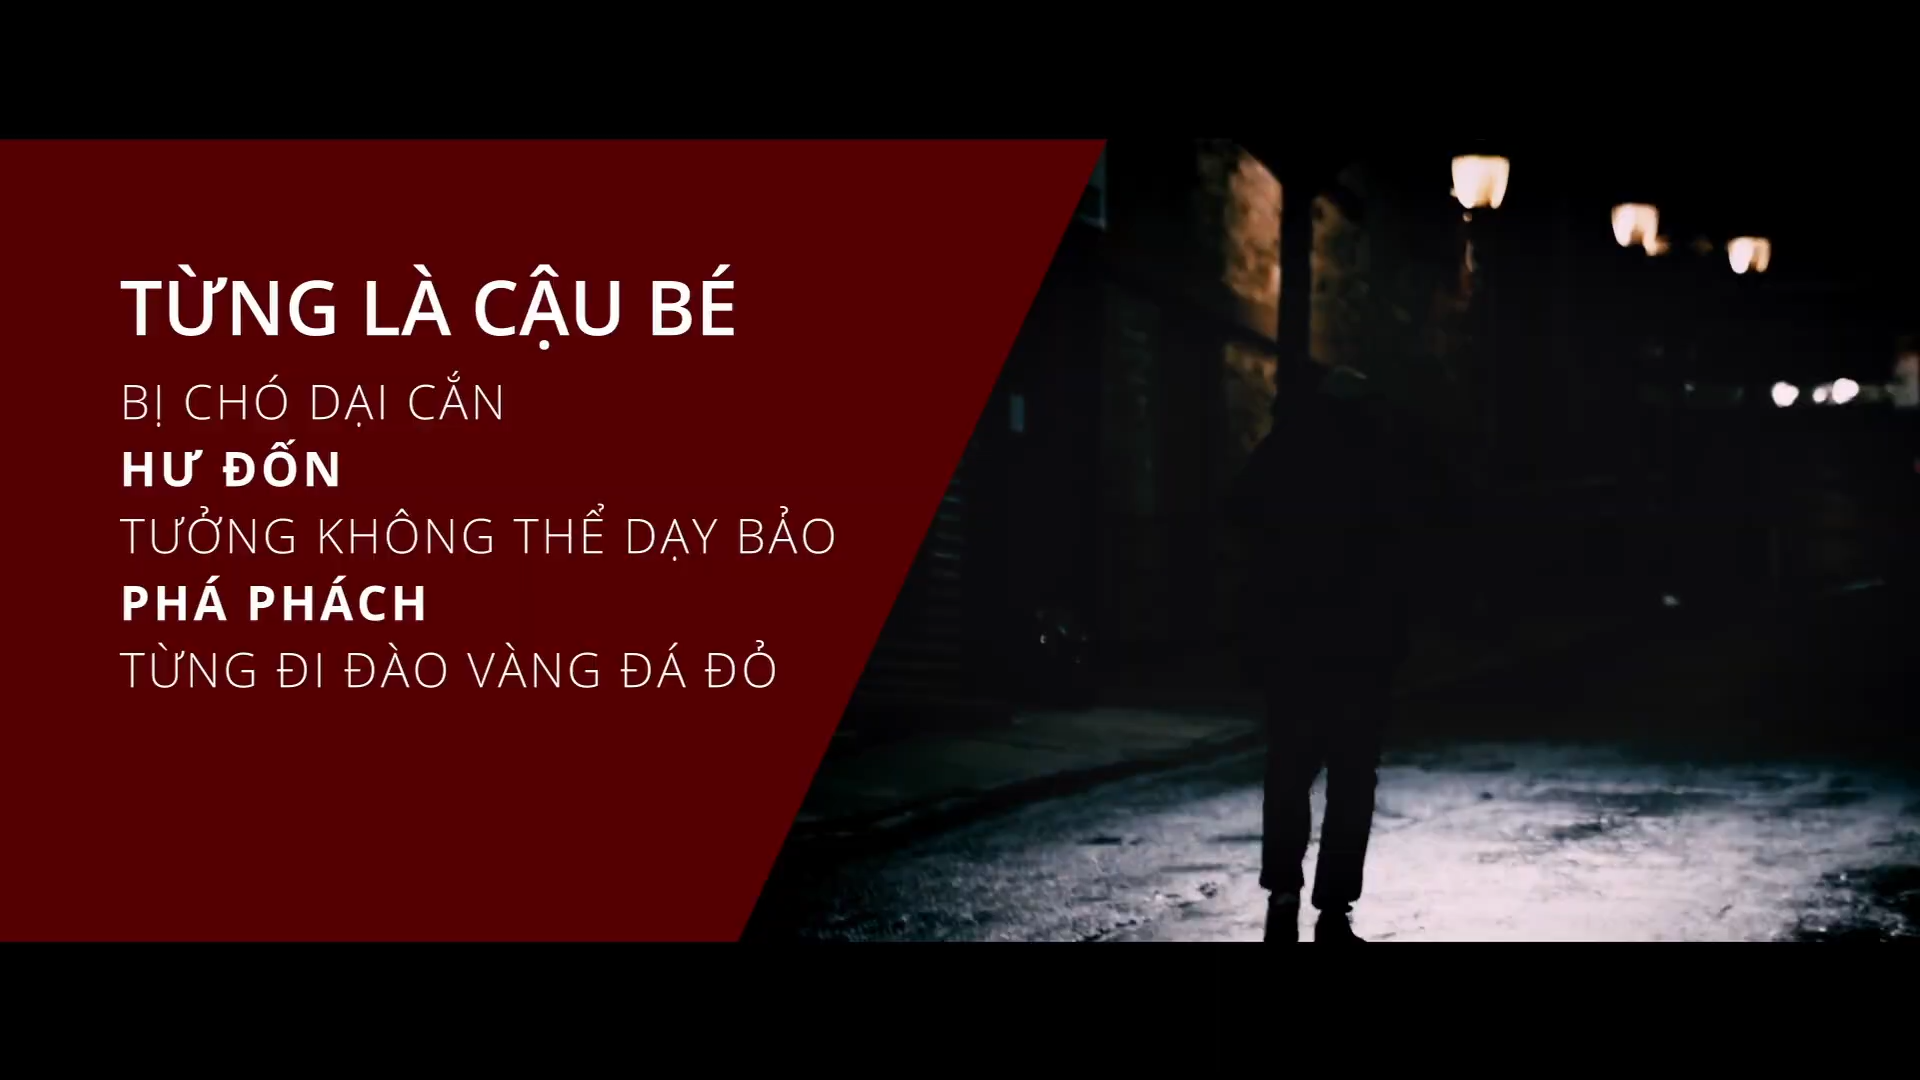 TỪNG LÀ CẬU BÉ
BỊ CHÓ DẠI CẮN
HƯ ĐỐN
TƯỞNG KHÔNG THỂ DẠY BẢO
PHÁ PHÁCH
TỪNG ĐI ĐÀO VÀNG ĐÁ ĐỎ